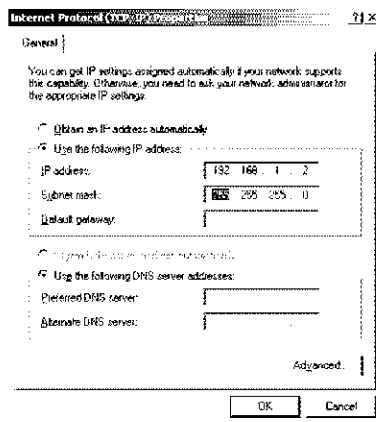 Internet Protocol (TCP/IP) Properties ? ×
General
You can get IP settings assigned automatically if your network supports
this capability. Otherwise, you need to ask your network administrator for
the appropriate IP settings.
Obtain an IP address automatically
Use the following IP address:
IP address: 192 . 168 . 1 . 2
Subnet mask: 255 . 255 . 255 . 0
Default gateway:
Use the following DNS server addresses:
Preferred DNS server:
Alternate DNS server:
Advanced...
OK Cancel